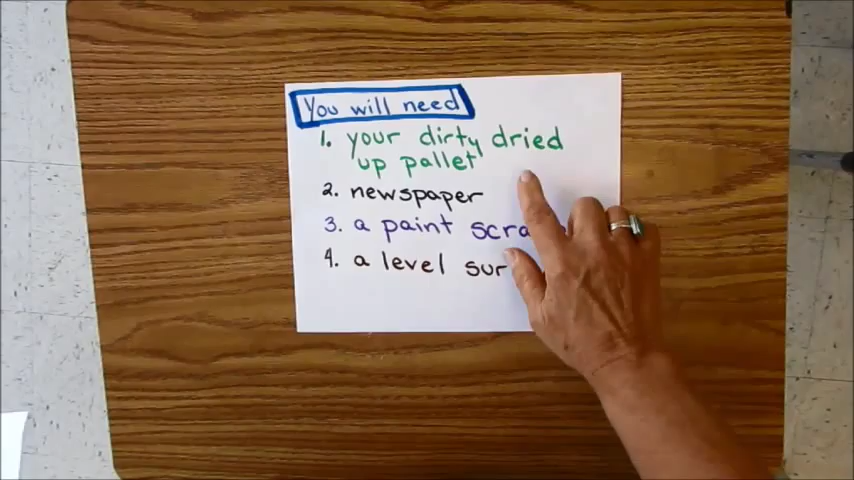 You will need
1. your dirty dried
up pallet
2. newspaper
3. a paint
4. a level